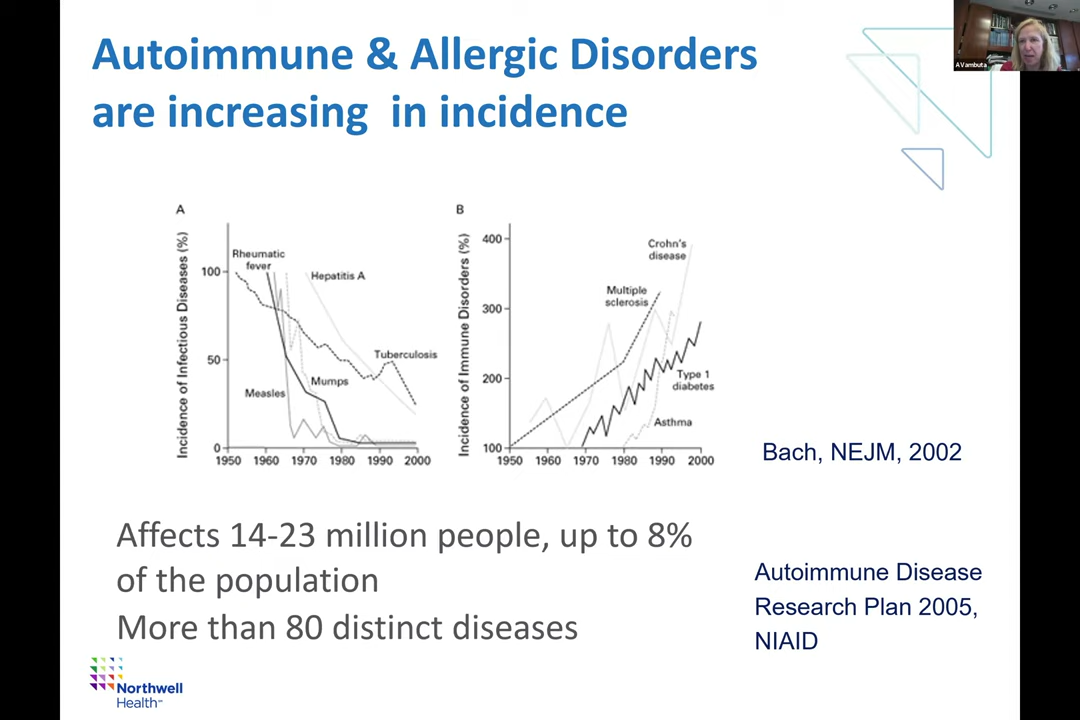 Autoimmune & Allergic Disorders
are increasing in incidence
A Vambuta
A
Incidence of Infectious Diseases (%)
100
50
0
1950 1960 1970 1980 1990 2000
Rheumatic
fever
Hepatitis A
Tuberculosis
Mumps
Measles
B
Incidence of Immune Disorders (%)
400
300
200
100
1950 1960 1970 1980 1990 2000
Crohn's
disease
Multiple
sclerosis
Type 1
diabetes
Asthma
Bach, NEJM, 2002
Affects 14-23 million people, up to 8%
of the population
More than 80 distinct diseases
Autoimmune Disease
Research Plan 2005,
NIAID
Northwell
Health℠